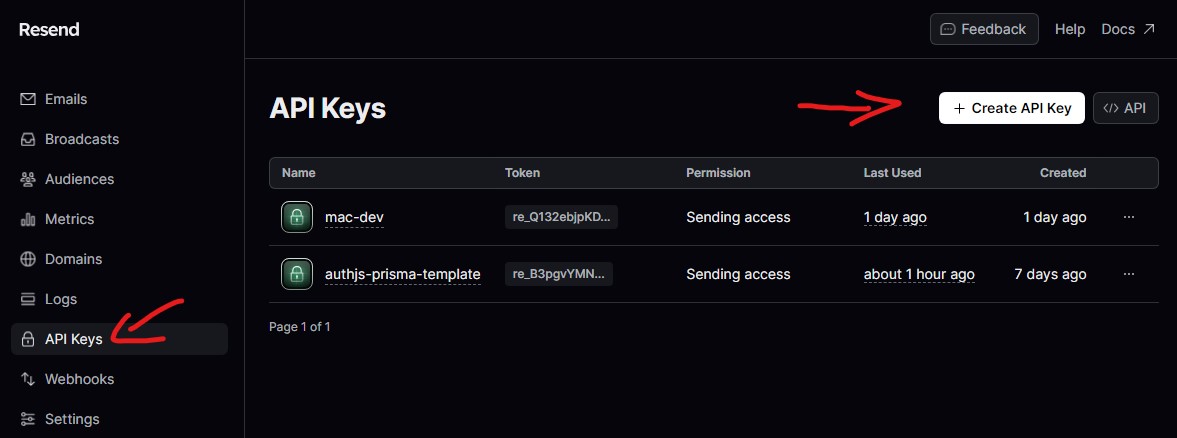 Resend
Feedback Help Docs
Emails
Broadcasts
Audiences
Metrics
Domains
Logs
API Keys
Webhooks
Settings
API Keys
+ Create API Key </> API
Name Token Permission Last Used Created
mac-dev re_Q132ebjpKD... Sending access 1 day ago 1 day ago ...
authjs-prisma-template re_B3pgvYMN... Sending access about 1 hour ago 7 days ago ...
Page 1 of 1